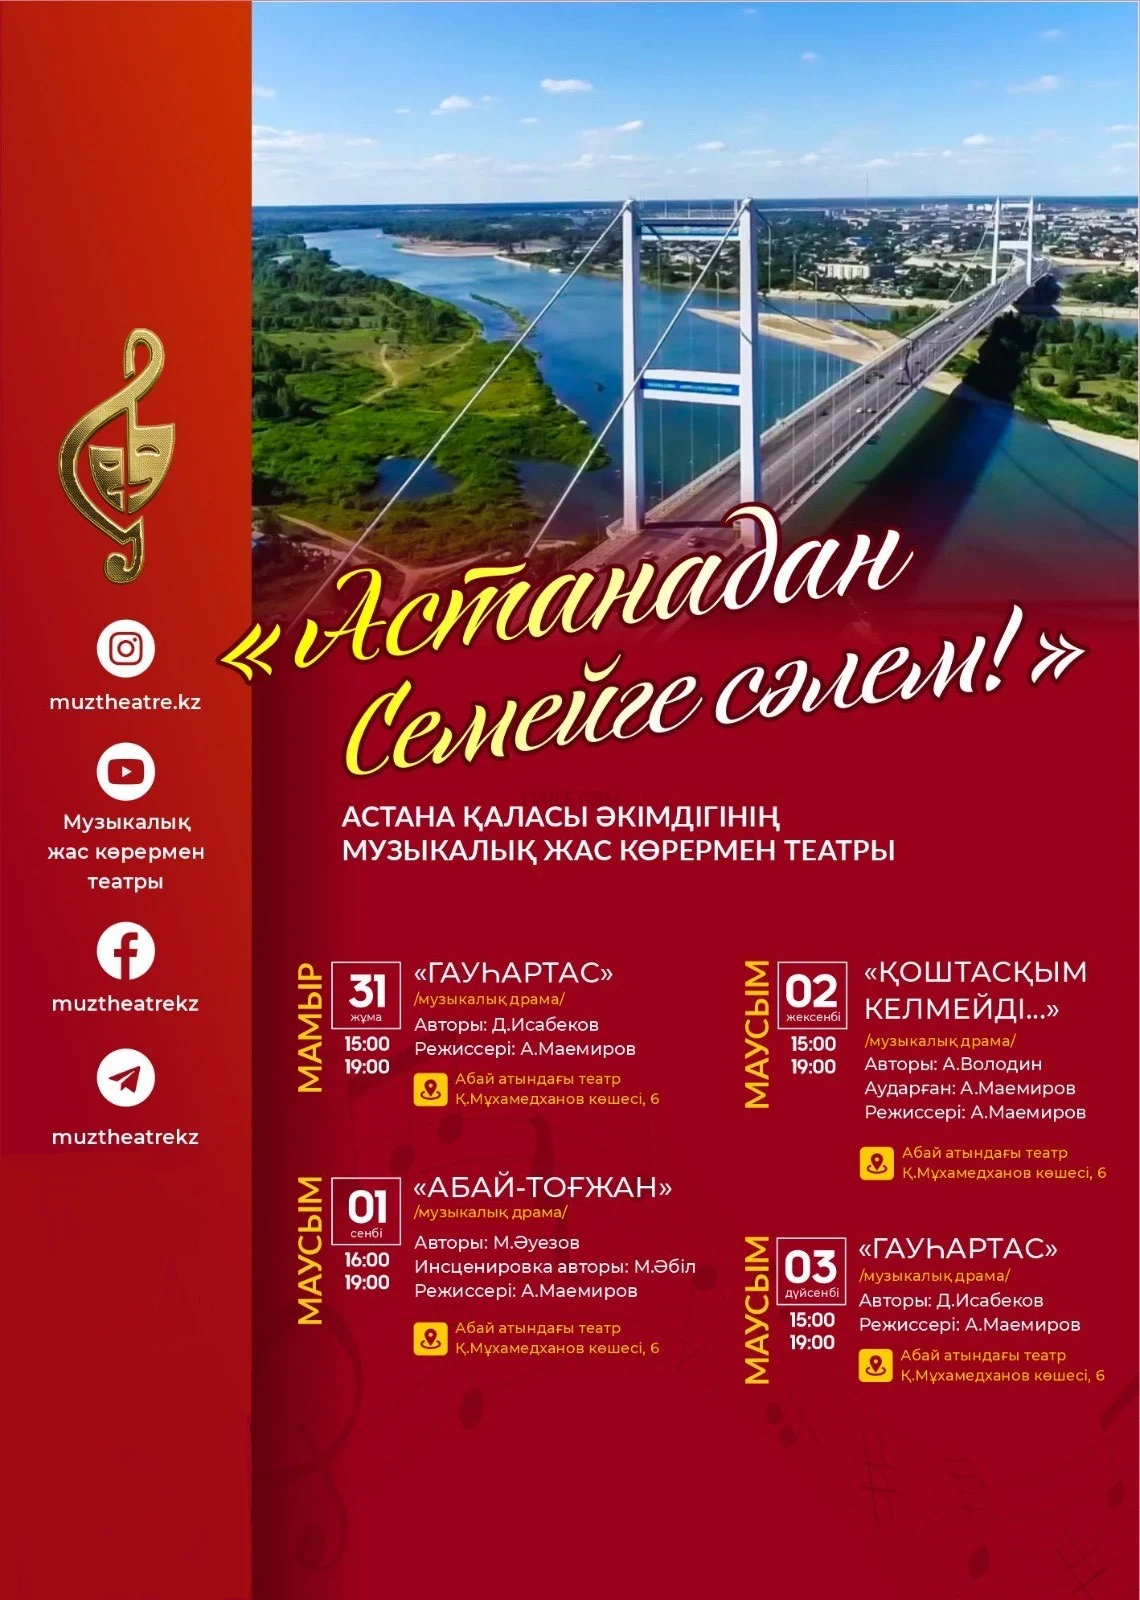 «Астанадан
Семейге сәлем!»
АСТАНА ҚАЛАСЫ ӘКІМДІГІНІҢ
МУЗЫКАЛЫҚ ЖАС КӨРЕРМЕН ТЕАТРЫ
muztheatre.kz
Музыкалық
жас көрермен
театры
muztheatrekz
muztheatrekz
МАМЫР
31
жұма
15:00
19:00
«ГАУҺАРТАС»
/музыкалық драма/
Авторы: Д.Исабеков
Режиссері: А.Маемиров
Абай атындағы театр
Қ.Мұхамедханов көшесі, 6
МАУСЫМ
01
сенбі
16:00
19:00
«АБАЙ-ТОҒЖАН»
/музыкалық драма/
Авторы: М.Әуезов
Инсценировка авторы: М.Әбіл
Режиссері: А.Маемиров
Абай атындағы театр
Қ.Мұхамедханов көшесі, 6
МАУСЫМ
02
жексенбі
15:00
19:00
«ҚОШТАСҚЫМ
КЕЛМЕЙДІ...»
/музыкалық драма/
Авторы: А.Володин
Аударған: А.Маемиров
Режиссері: А.Маемиров
Абай атындағы театр
Қ.Мұхамедханов көшесі, 6
МАУСЫМ
03
дүйсенбі
15:00
19:00
«ГАУҺАРТАС»
/музыкалық драма/
Авторы: Д.Исабеков
Режиссері: А.Маемиров
Абай атындағы театр
Қ.Мұхамедханов көшесі, 6